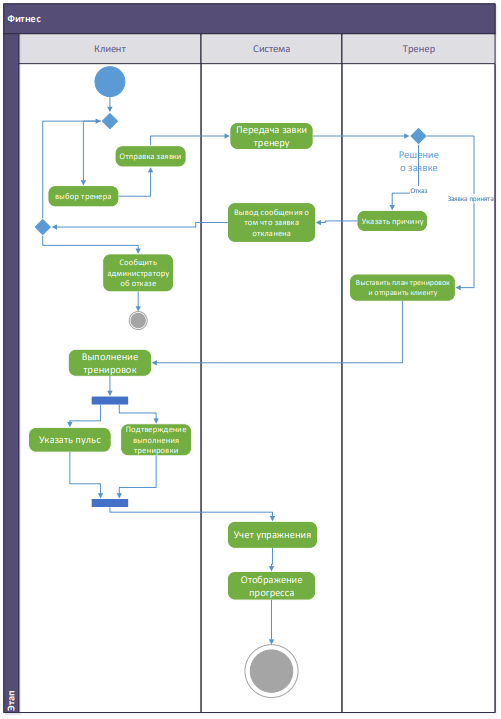 Фитнес
Клиент
Система
Тренер
Передача завки
тренеру
Отправка заявки
Решение
о заявке
Отказ
Заявка принята
выбор тренера
Вывод сообщения о
том что заявка
откланена
Указать причину
Сообщить
администратору
об отказе
Выставить план тренировок
и отправить клиенту
Выполнение
тренировок
Указать пульс
Подтверждение
выполнения
тренировки
Учет упражнения
Отображение
прогресса
Этап